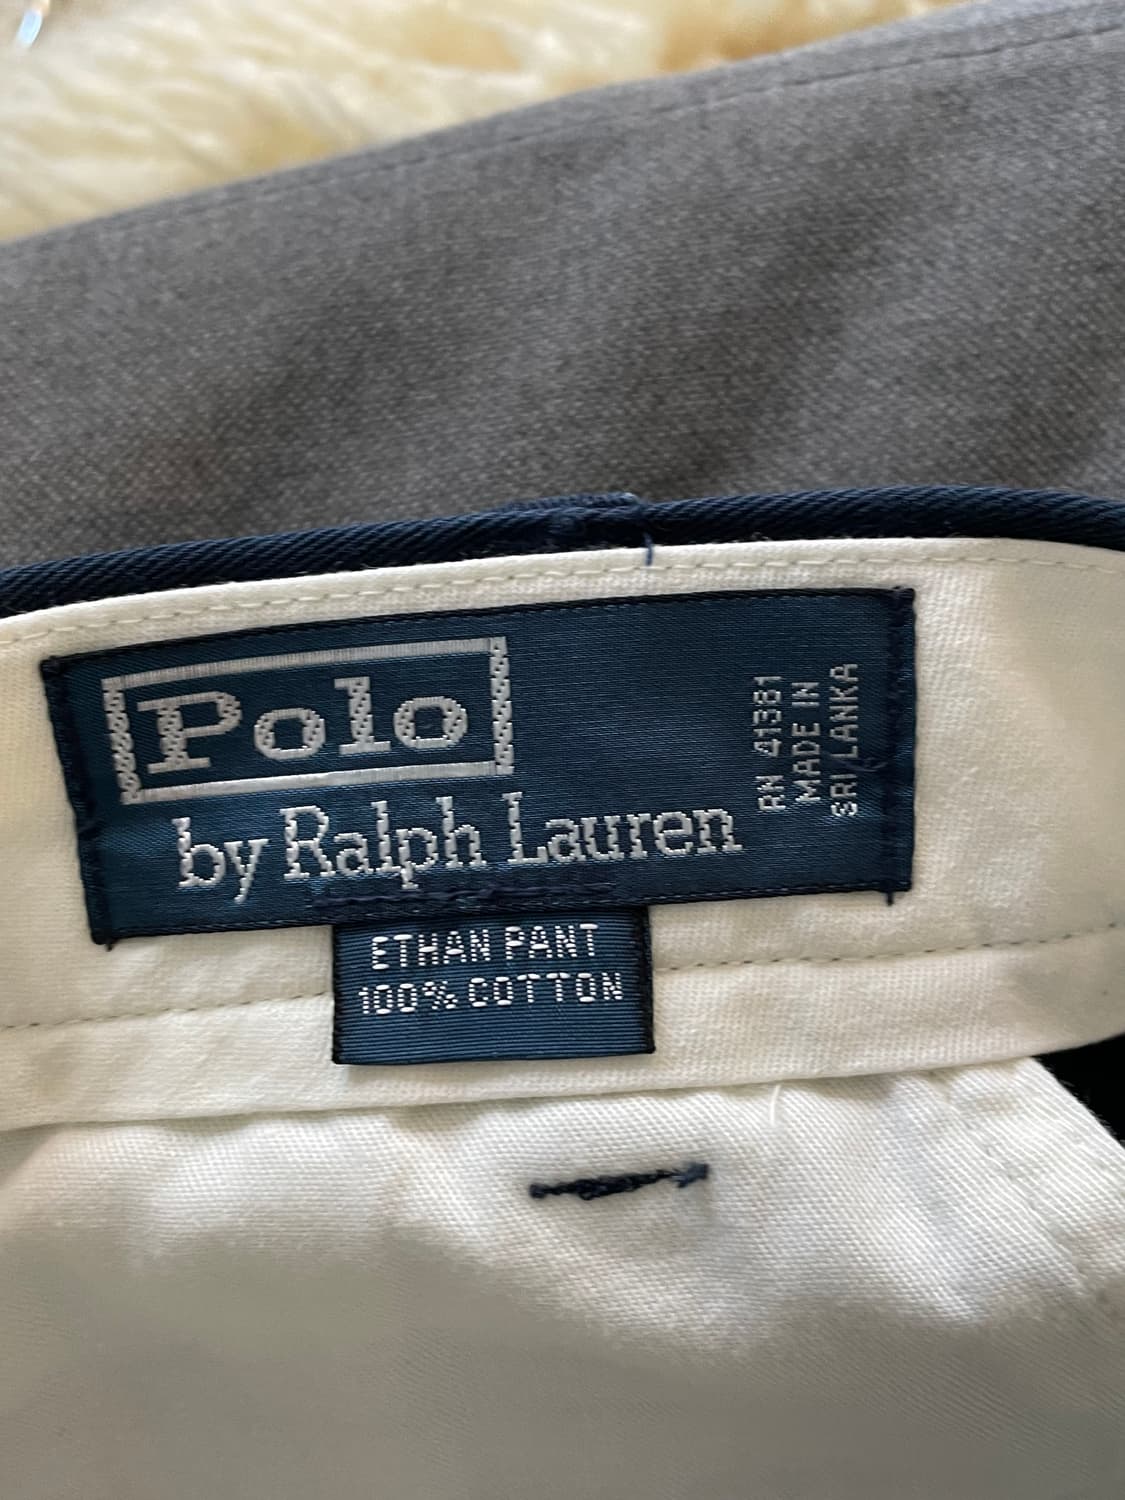 Polo
by Ralph Lauren
RN 41381
MADE IN
SRI LANKA
ETHAN PANT
100% COTTON